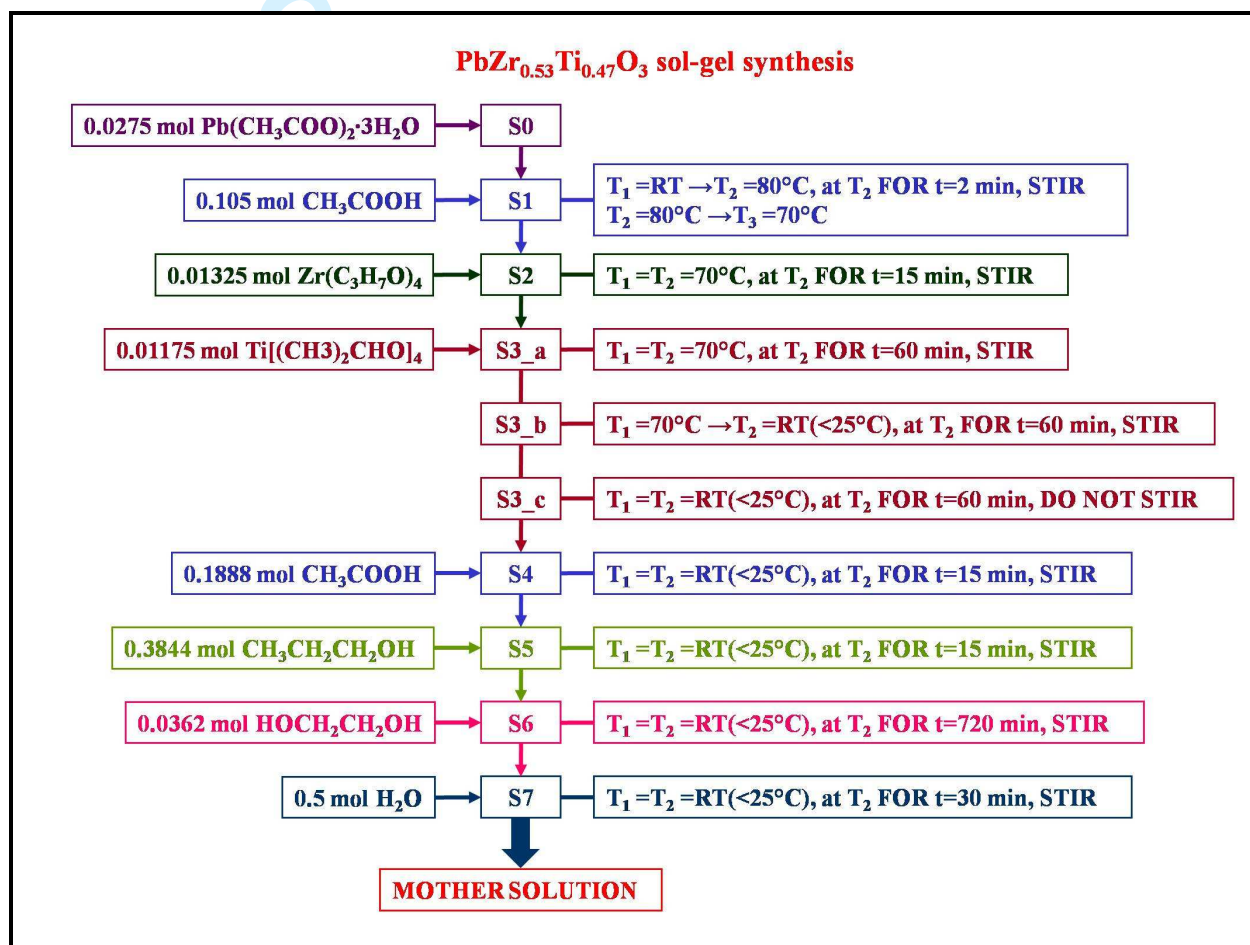 PbZr₀.₅₃Ti₀.₄₇O₃ sol-gel synthesis
0.0275 mol Pb(CH₃COO)₂·3H₂O
S0
0.105 mol CH₃COOH
S1
T₁ =RT →T₂ =80°C, at T₂ FOR t=2 min, STIR
T₂ =80°C →T₃ =70°C
0.01325 mol Zr(C₃H₇O)₄
S2
T₁ =T₂ =70°C, at T₂ FOR t=15 min, STIR
0.01175 mol Ti[(CH3)₂CHO]₄
S3_a
T₁ =T₂ =70°C, at T₂ FOR t=60 min, STIR
S3_b
T₁ =70°C →T₂ =RT(<25°C), at T₂ FOR t=60 min, STIR
S3_c
T₁ =T₂ =RT(<25°C), at T₂ FOR t=60 min, DO NOT STIR
0.1888 mol CH₃COOH
S4
T₁ =T₂ =RT(<25°C), at T₂ FOR t=15 min, STIR
0.3844 mol CH₃CH₂CH₂OH
S5
T₁ =T₂ =RT(<25°C), at T₂ FOR t=15 min, STIR
0.0362 mol HOCH₂CH₂OH
S6
T₁ =T₂ =RT(<25°C), at T₂ FOR t=720 min, STIR
0.5 mol H₂O
S7
T₁ =T₂ =RT(<25°C), at T₂ FOR t=30 min, STIR
MOTHER SOLUTION